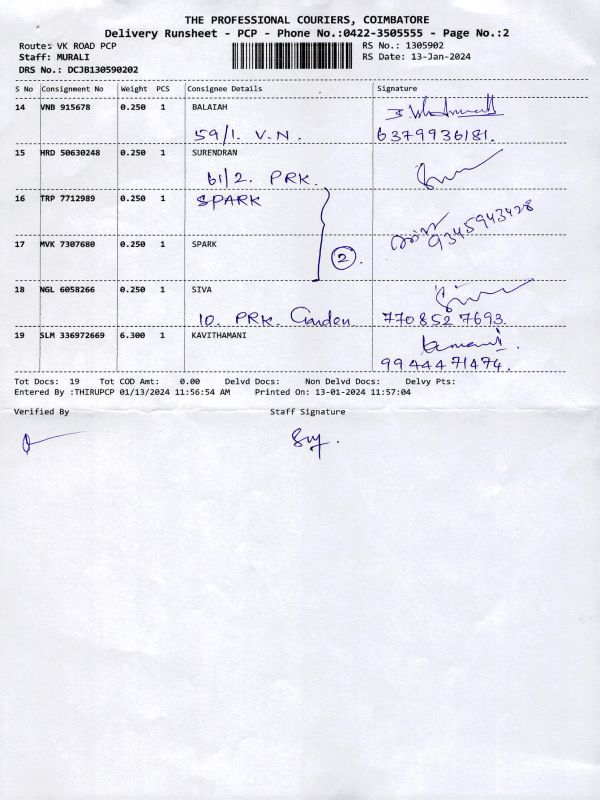 THE PROFESSIONAL COURIERS, COIMBATORE
Delivery Runsheet - PCP - Phone No.:0422-3505555 - Page No.:2
Route: VK ROAD PCP RS No.: 1305902
Staff: MURALI RS Date: 13-Jan-2024
DRS No.: DCJB130590202
S No Consignment No Weight PCS Consignee Details Signature
14 VNB 915678 0.250 1 BALAIAH
59/1. V.N. 6379936181.
15 HRD 50630248 0.250 1 SURENDRAN
61/2. PRK.
16 TRP 7712989 0.250 1 SPARK
9345943428
17 MVK 7307680 0.250 1 SPARK
2.
18 NGL 6058266 0.250 1 SIVA
10. PRK. Garden 7708527693.
19 SLM 336972669 6.300 1 KAVITHAMANI
9944471474.
Tot Docs: 19 Tot COD Amt: 0.00 Delvd Docs: Non Delvd Docs: Delvy Pts:
Entered By :THIRUPCP 01/13/2024 11:56:54 AM Printed On: 13-01-2024 11:57:04
Verified By Staff Signature